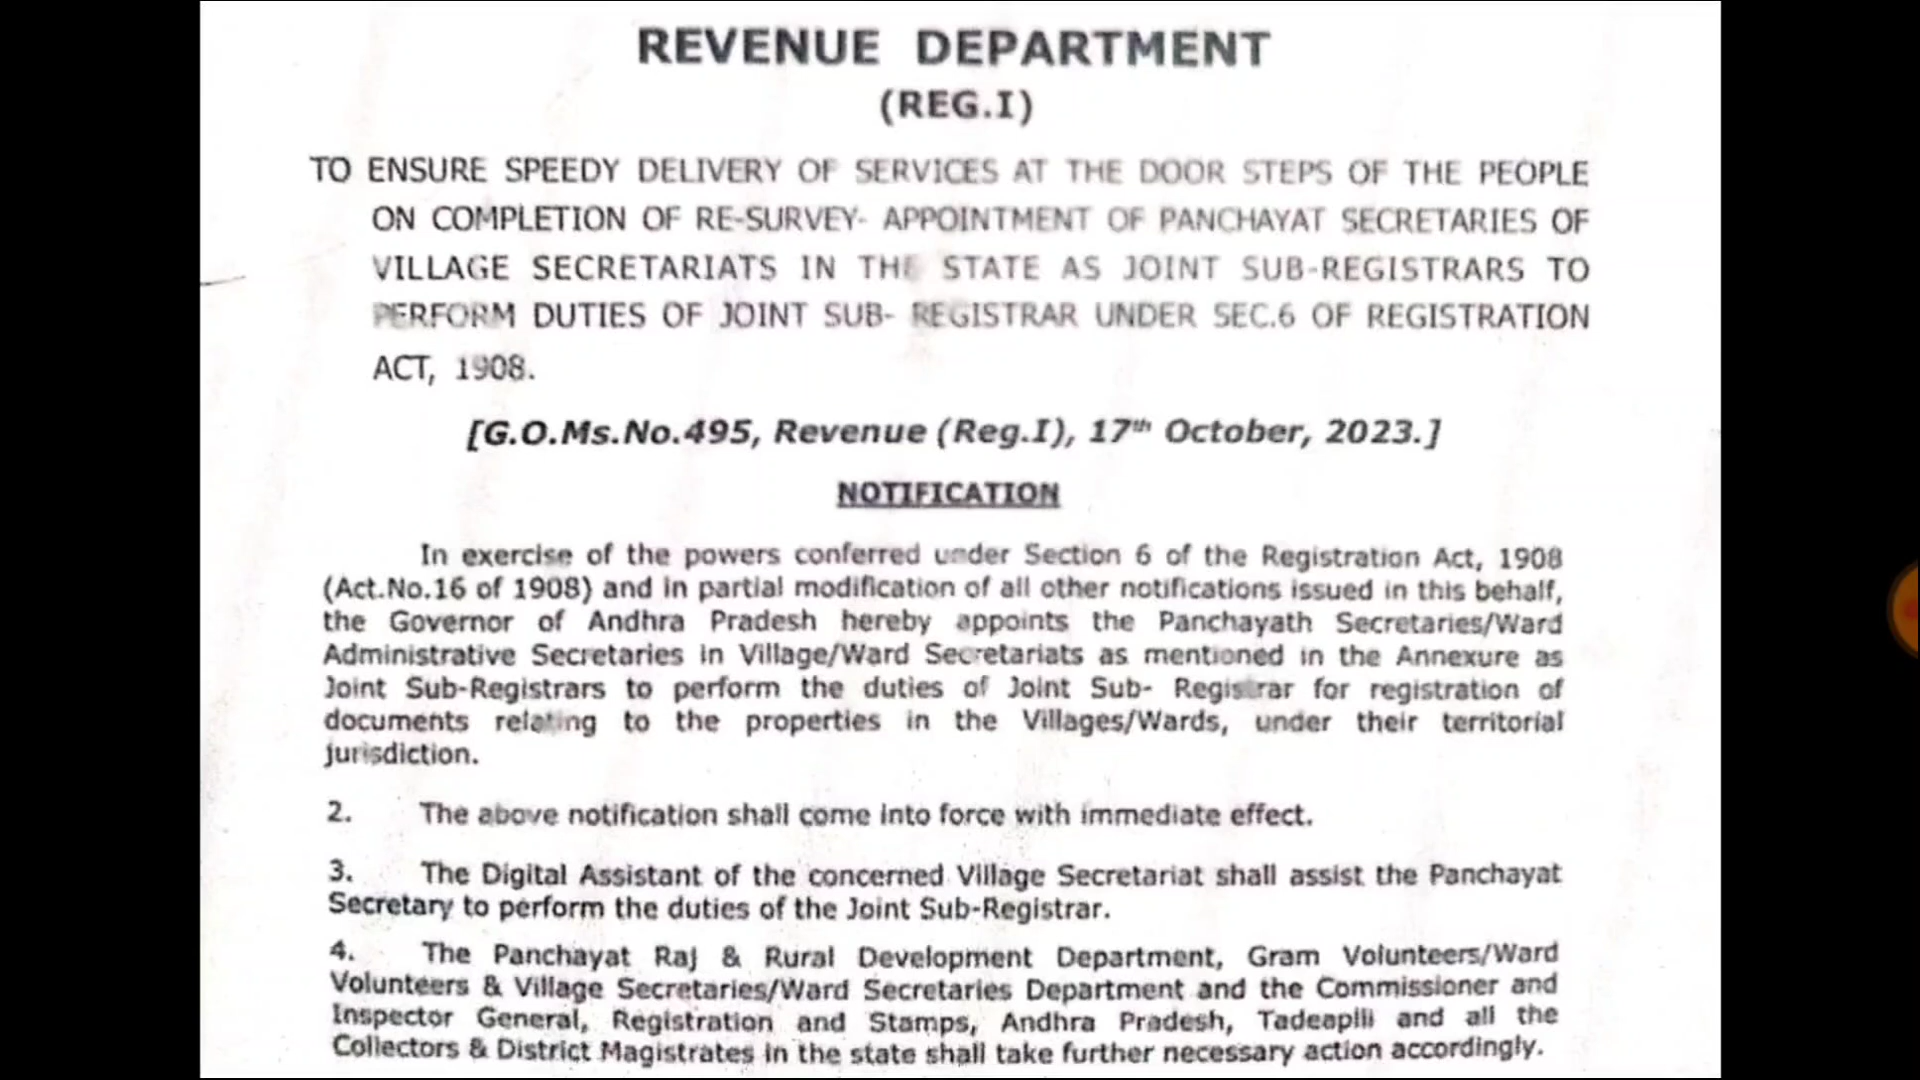 REVENUE DEPARTMENT
(REG.I)
TO ENSURE SPEEDY DELIVERY OF SERVICES AT THE DOOR STEPS OF THE PEOPLE
ON COMPLETION OF RE-SURVEY- APPOINTMENT OF PANCHAYAT SECRETARIES OF
VILLAGE SECRETARIATS IN THE STATE AS JOINT SUB-REGISTRARS TO
PERFORM DUTIES OF JOINT SUB- REGISTRAR UNDER SEC.6 OF REGISTRATION
ACT, 1908.
[G.O.Ms.No.495, Revenue (Reg.I), 17th October, 2023.]
NOTIFICATION
In exercise of the powers conferred under Section 6 of the Registration Act, 1908
(Act.No.16 of 1908) and in partial modification of all other notifications issued in this behalf,
the Governor of Andhra Pradesh hereby appoints the Panchayath Secretaries/Ward
Administrative Secretaries in Village/Ward Secretariats as mentioned in the Annexure as
Joint Sub-Registrars to perform the duties of Joint Sub- Registrar for registration of
documents relating to the properties in the Villages/Wards, under their territorial
jurisdiction.
2. The above notification shall come into force with immediate effect.
3. The Digital Assistant of the concerned Village Secretariat shall assist the Panchayat
Secretary to perform the duties of the Joint Sub-Registrar.
4. The Panchayat Raj & Rural Development Department, Gram Volunteers/Ward
Volunteers & Village Secretaries/Ward Secretaries Department and the Commissioner and
Inspector General, Registration and Stamps, Andhra Pradesh, Tadeaplli and all the
Collectors & District Magistrates in the state shall take further necessary action accordingly.